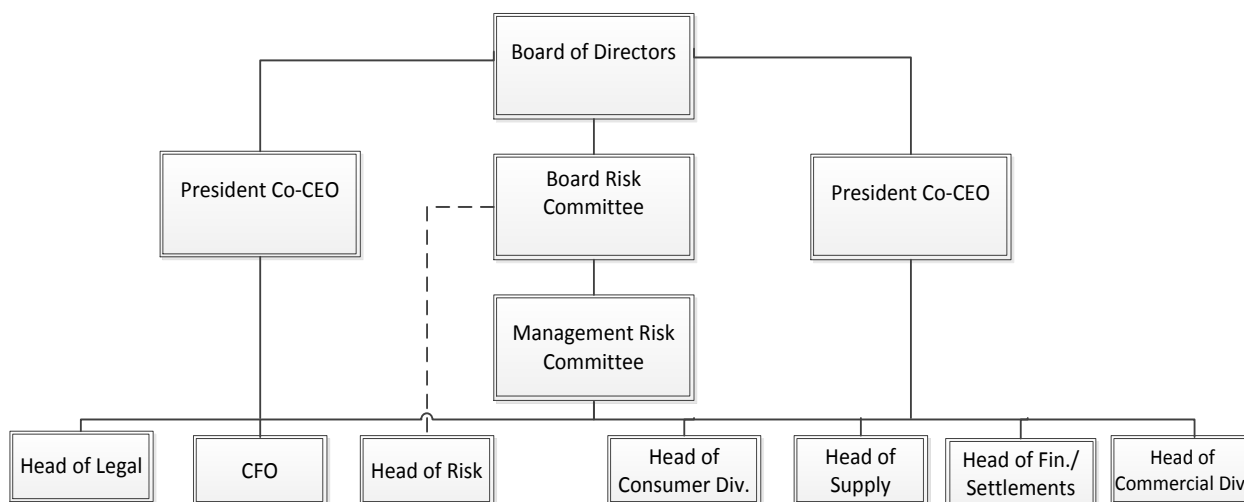 Board of Directors
President Co-CEO
Board Risk
Committee
President Co-CEO
Management Risk
Committee
Head of Legal
CFO
Head of Risk
Head of
Consumer Div.
Head of
Supply
Head of Fin./
Settlements
Head of
Commercial Div